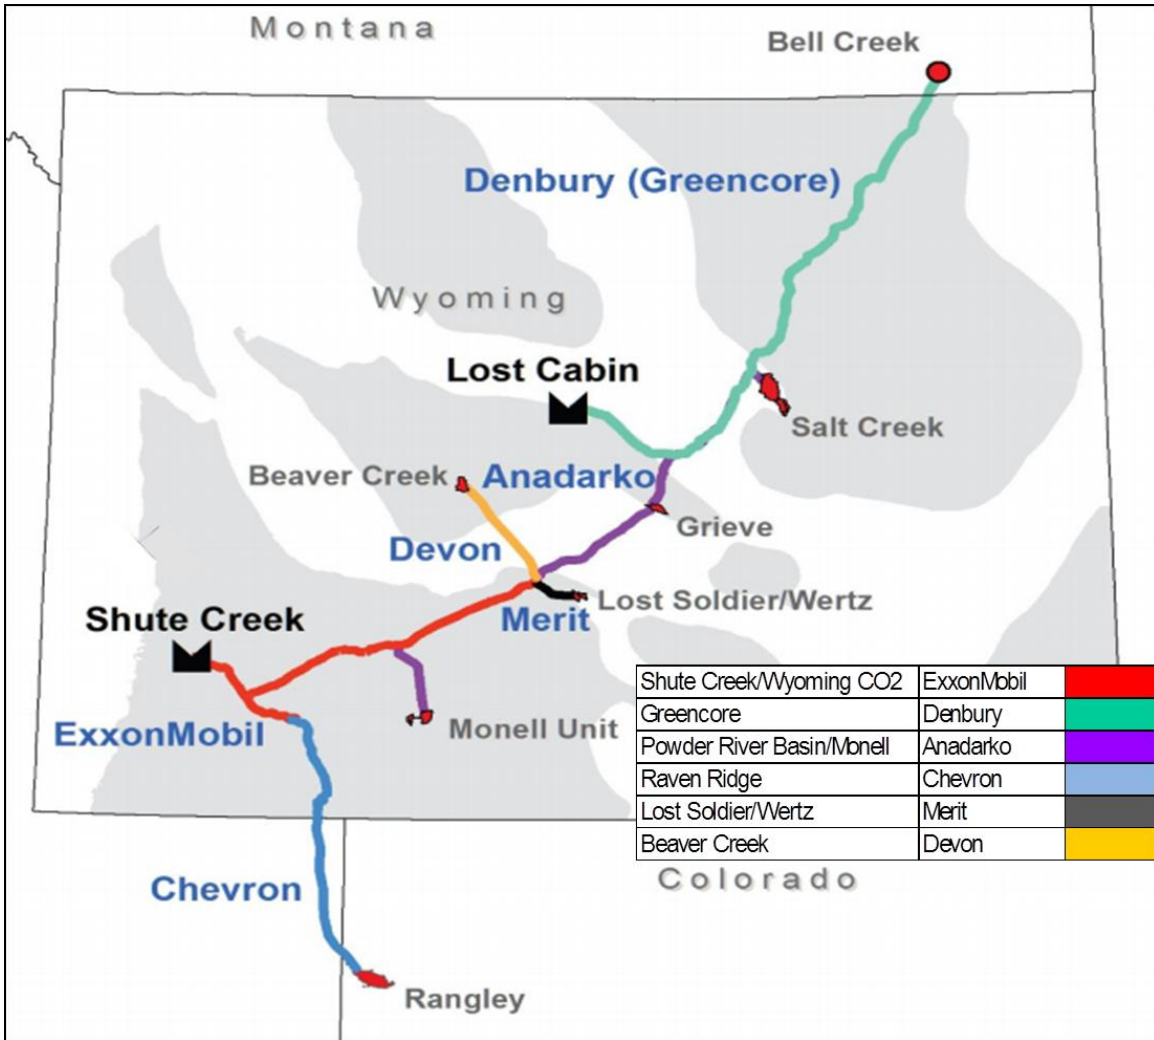 Montana
Bell Creek
Denbury (Greencore)
Wyoming
Lost Cabin
Salt Creek
Beaver Creek
Anadarko
Grieve
Devon
Lost Soldier/Wertz
Shute Creek
Merit
ExxonMobil
Monell Unit
Shute Creek/Wyoming CO2 ExxonMobil
Greencore Denbury
Powder River Basin/Monell Anadarko
Raven Ridge Chevron
Lost Soldier/Wertz Merit
Beaver Creek Devon
Chevron
Colorado
Rangley